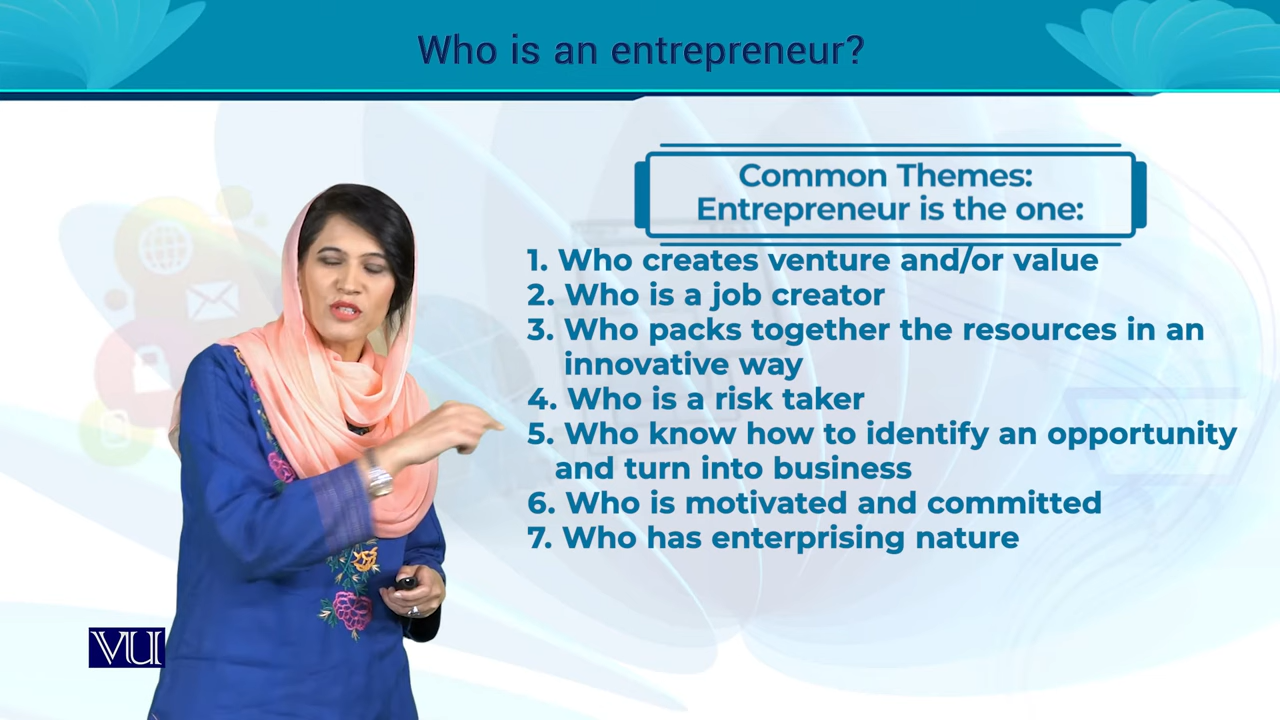 Who is an entrepreneur?
Common Themes:
Entrepreneur is the one:
1. Who creates venture and/or value
2. Who is a job creator
3. Who packs together the resources in an
innovative way
4. Who is a risk taker
5. Who know how to identify an opportunity
and turn into business
6. Who is motivated and committed
7. Who has enterprising nature
VU